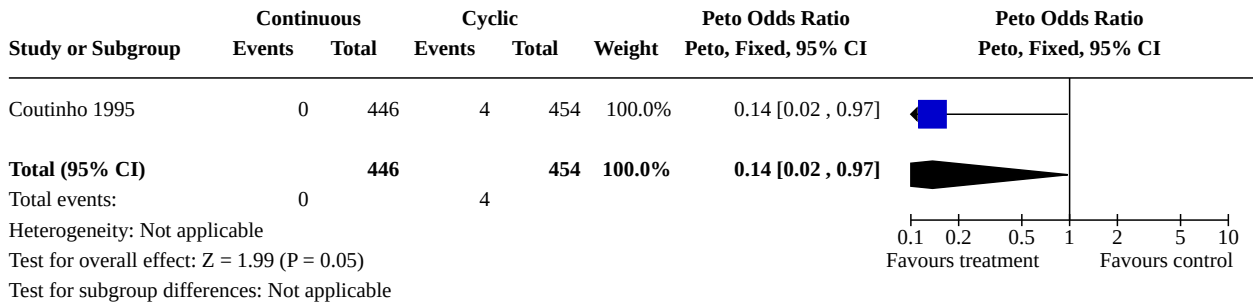 Continuous Cyclic Peto Odds Ratio Peto Odds Ratio
Study or Subgroup Events Total Events Total Weight Peto, Fixed, 95% CI Peto, Fixed, 95% CI
Coutinho 1995 0 446 4 454 100.0% 0.14 [0.02 , 0.97]
Total (95% CI) 446 454 100.0% 0.14 [0.02 , 0.97]
Total events: 0 4
Heterogeneity: Not applicable
0.1 0.2 0.5 1 2 5 10
Test for overall effect: Z = 1.99 (P = 0.05) Favours treatment Favours control
Test for subgroup differences: Not applicable